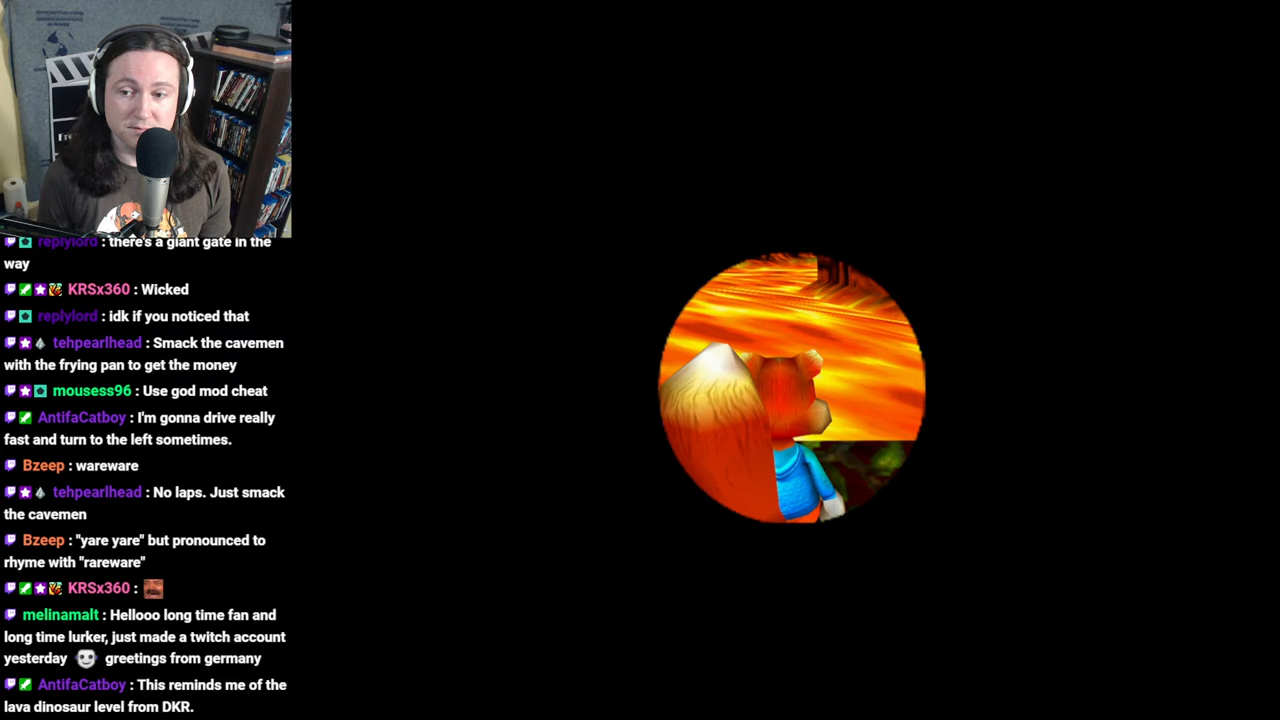 replylord : there's a giant gate in the
way
KRSx360 : Wicked
replylord : idk if you noticed that
tehpearlhead : Smack the cavemen
with the frying pan to get the money
mousess96 : Use god mod cheat
AntifaCatboy : I'm gonna drive really
fast and turn to the left sometimes.
Bzeep : wareware
tehpearlhead : No laps. Just smack
the cavemen
Bzeep : "yare yare" but pronounced to
rhyme with "rareware"
KRSx360 :
melinamalt : Hellooo long time fan and
long time lurker, just made a twitch account
yesterday greetings from germany
AntifaCatboy : This reminds me of the
lava dinosaur level from DKR.